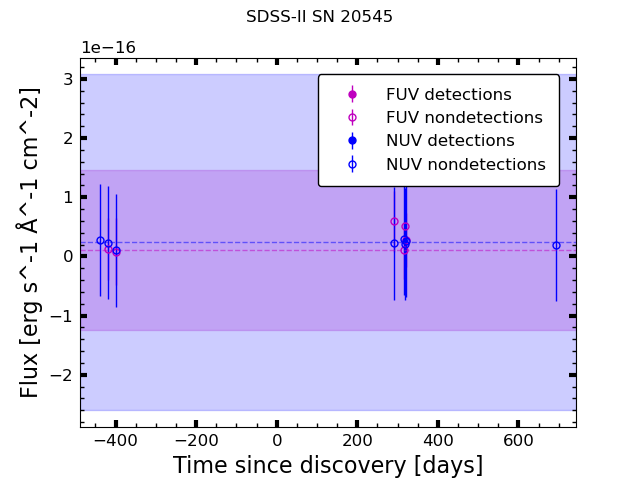 SDSS-II SN 20545
1e−16
FUV detections
FUV nondetections
NUV detections
NUV nondetections
3
2
1
0
−1
−2
Flux [erg s^-1 Å^-1 cm^-2]
−400 −200 0 200 400 600
Time since discovery [days]